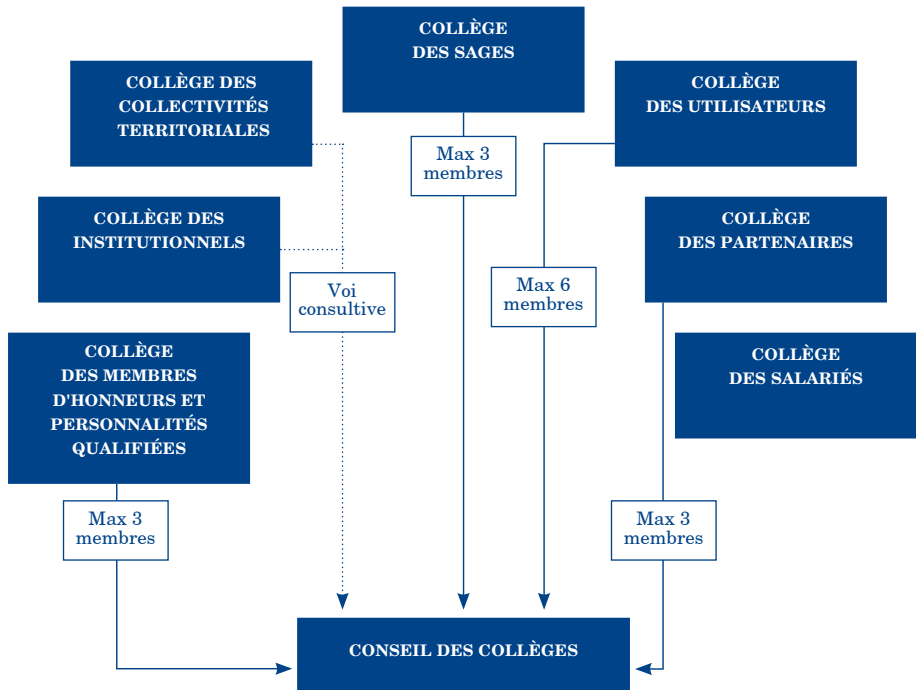 COLLÈGE
DES SAGES
COLLÈGE DES
COLLECTIVITÉS
TERRITORIALES
COLLÈGE
DES UTILISATEURS
Max 3
membres
COLLÈGE DES
INSTITUTIONNELS
COLLÈGE
DES PARTENAIRES
Voi
consultive
Max 6
membres
COLLÈGE
DES MEMBRES
D'HONNEURS ET
PERSONNALITÉS
QUALIFIÉES
COLLÈGE
DES SALARIÉS
Max 3
membres
Max 3
membres
CONSEIL DES COLLÈGES